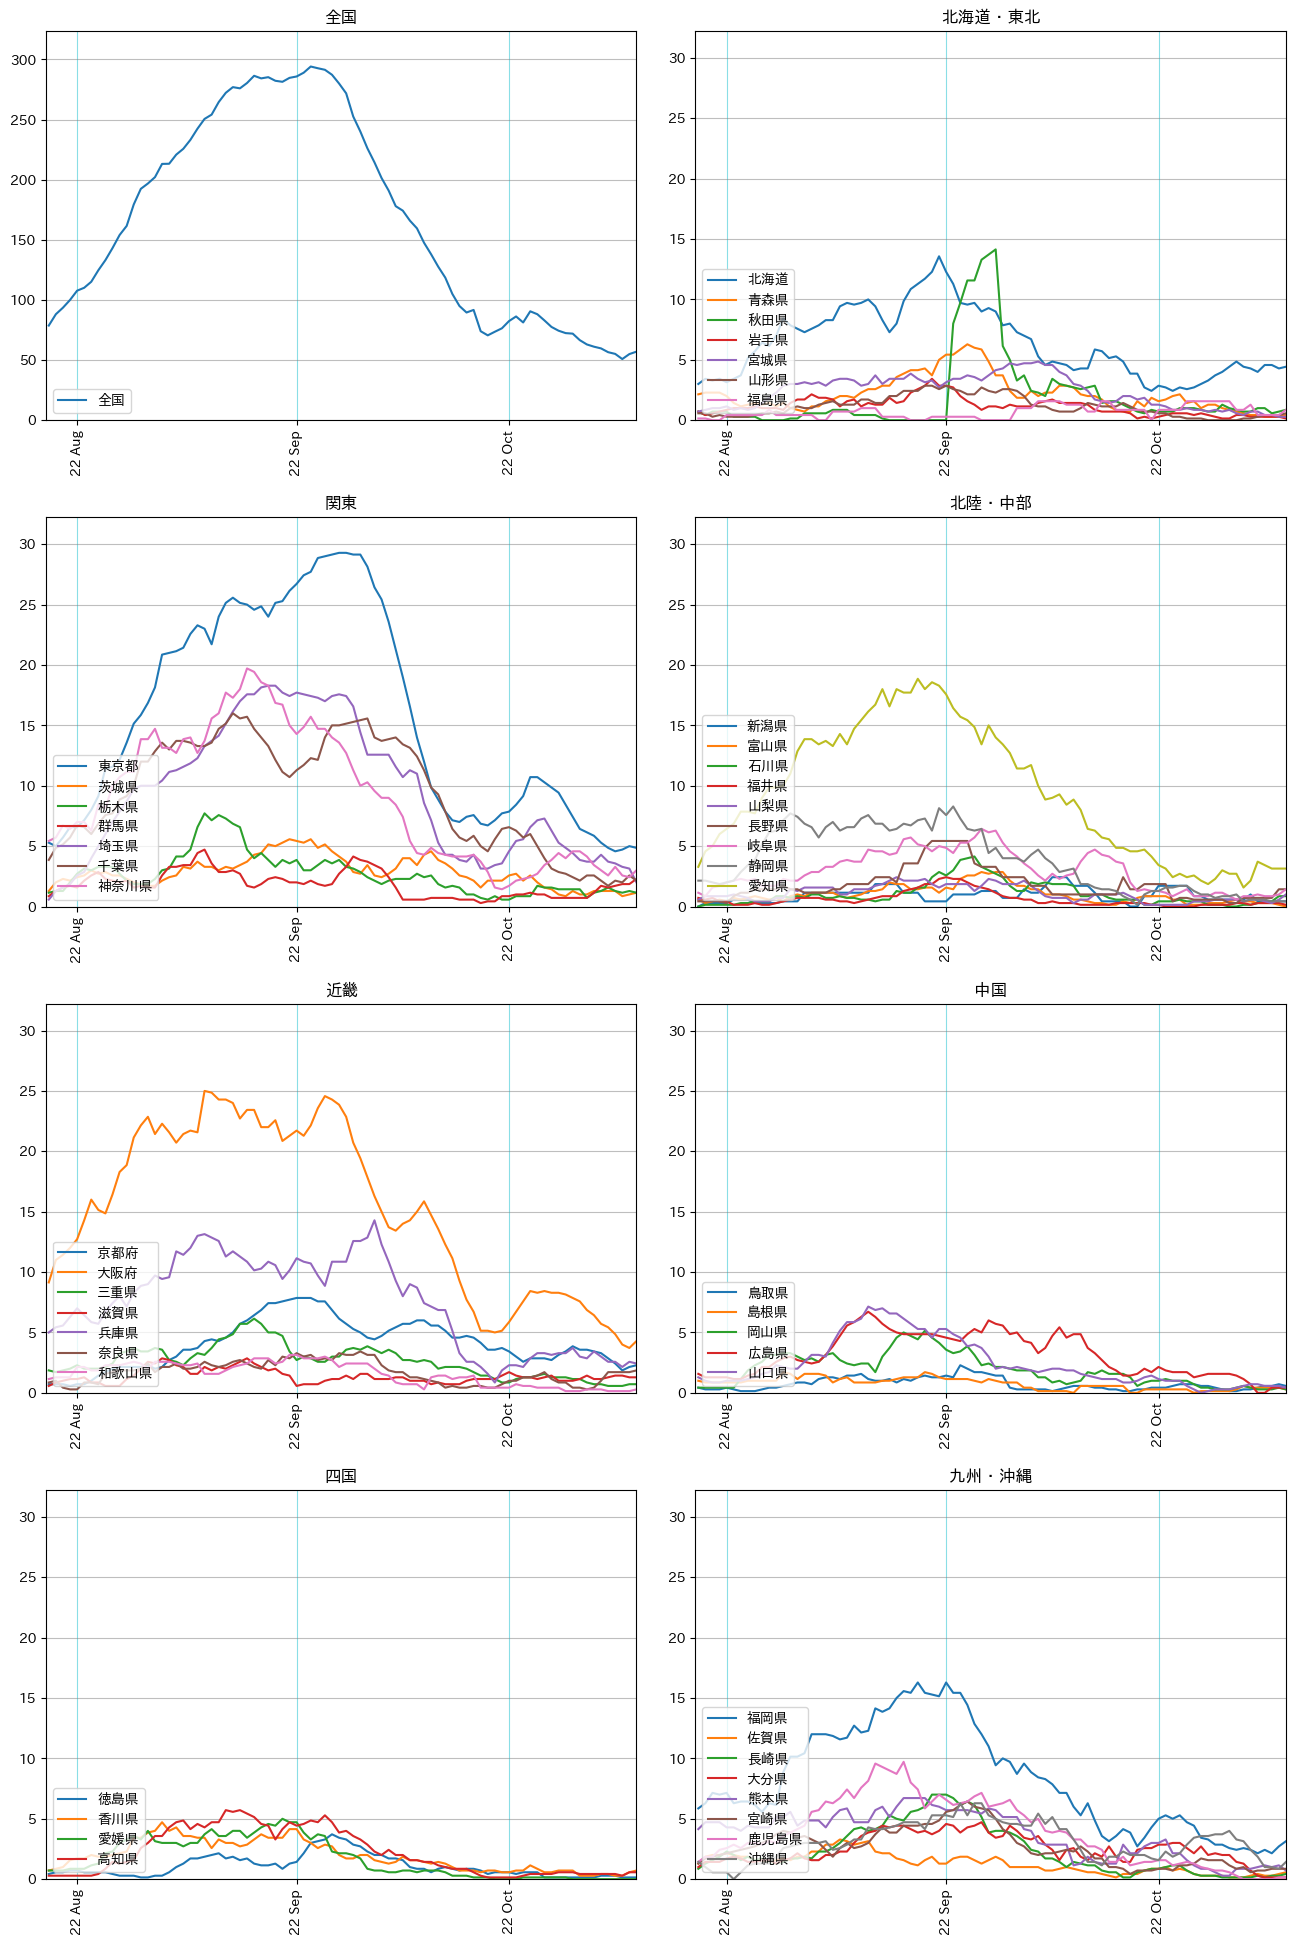 全国
300
250
200
150
100
50
0
全国
22 Aug
22 Sep
22 Oct
北海道・東北
30
25
20
15
10
5
0
北海道
青森県
秋田県
岩手県
宮城県
山形県
福島県
22 Aug
22 Sep
22 Oct
関東
30
25
20
15
10
5
0
東京都
茨城県
栃木県
群馬県
埼玉県
千葉県
神奈川県
22 Aug
22 Sep
22 Oct
北陸・中部
30
25
20
15
10
5
0
新潟県
富山県
石川県
福井県
山梨県
長野県
岐阜県
静岡県
愛知県
22 Aug
22 Sep
22 Oct
近畿
30
25
20
15
10
5
0
京都府
大阪府
三重県
滋賀県
兵庫県
奈良県
和歌山県
22 Aug
22 Sep
22 Oct
中国
30
25
20
15
10
5
0
鳥取県
島根県
岡山県
広島県
山口県
22 Aug
22 Sep
22 Oct
四国
30
25
20
15
10
5
0
徳島県
香川県
愛媛県
高知県
22 Aug
22 Sep
22 Oct
九州・沖縄
30
25
20
15
10
5
0
福岡県
佐賀県
長崎県
大分県
熊本県
宮崎県
鹿児島県
沖縄県
22 Aug
22 Sep
22 Oct